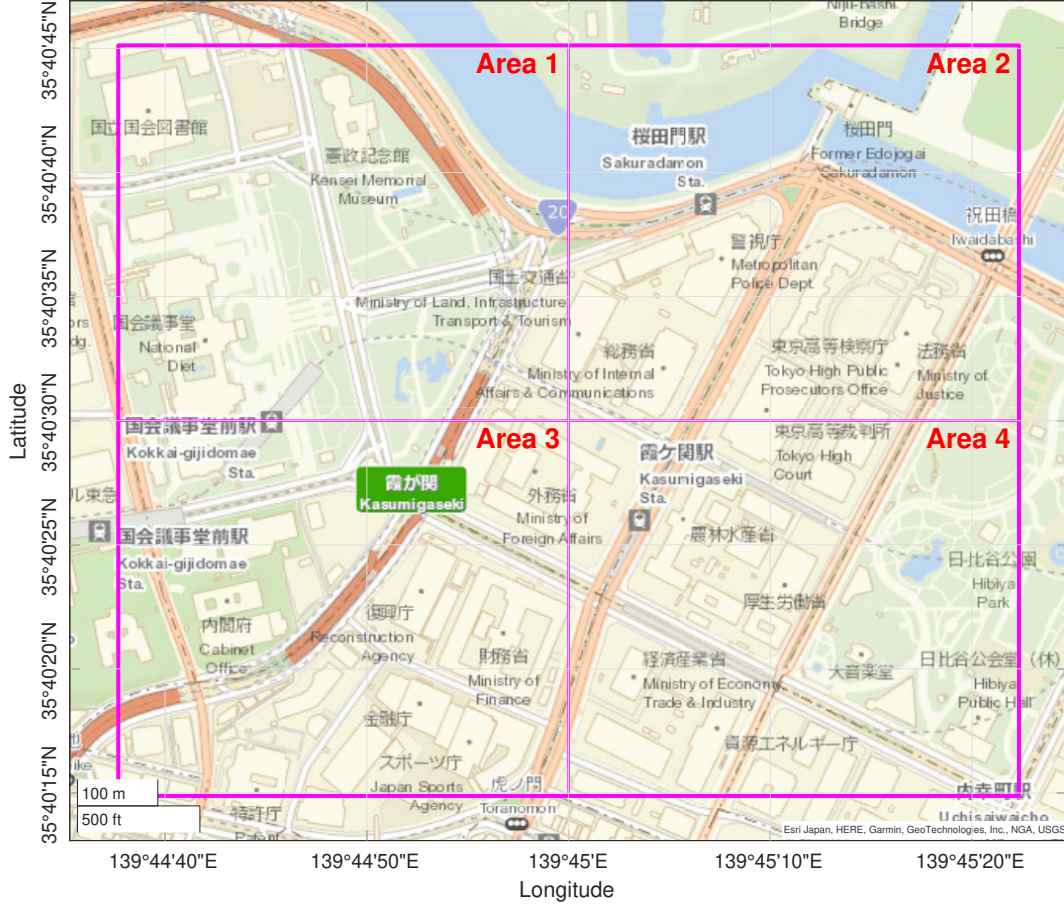 Niju-bashi
Bridge
Area 1
Area 2
国立国会図書館
憲政記念館
Kensei Memorial
Museum
桜田門駅
Sakuradamon
Sta.
桜田門
Former Edojogai
Sakuradamon
20
祝田橋
Iwaidabashi
警視庁
Metropolitan
Police Dept.
国土交通省
Ministry of Land, Infrastructure
Transport & Tourism
国会議事堂
National
Diet
ors
dg.
総務省
Ministry of Internal
Affairs & Communications
東京高等検察庁
Tokyo High Public
Prosecutors Office
法務省
Ministry of
Justice
国会議事堂前駅
Kokkai-gijidomae
Sta.
Area 3
Area 4
東京高等裁判所
Tokyo High
Court
霞ケ関駅
Kasumigaseki
Sta.
霞が関
Kasumigaseki
ル東急
外務省
Ministry of
Foreign Affairs
国会議事堂前駅
Kokkai-gijidomae
Sta.
農林水産省
日比谷公園
Hibiya
Park
厚生労働省
復興庁
Reconstruction
Agency
内閣府
Cabinet
Office
財務省
Ministry of
Finance
経済産業省
Ministry of Economy
Trade & Industry
大音楽堂
日比谷公会堂 (休)
Hibiya
Public Hall
金融庁
資源エネルギー庁
スポーツ庁
Japan Sports
Agency
虎ノ門
Toranomon
内幸町駅
Uchisaiwaicho
特許庁
Patent
eike
100 m
500 ft
Esri Japan, HERE, Garmin, GeoTechnologies, Inc., NGA, USGS
35°40'45"N
35°40'40"N
35°40'35"N
35°40'30"N
35°40'25"N
35°40'20"N
35°40'15"N
Latitude
139°44'40"E
139°44'50"E
139°45'E
139°45'10"E
139°45'20"E
Longitude